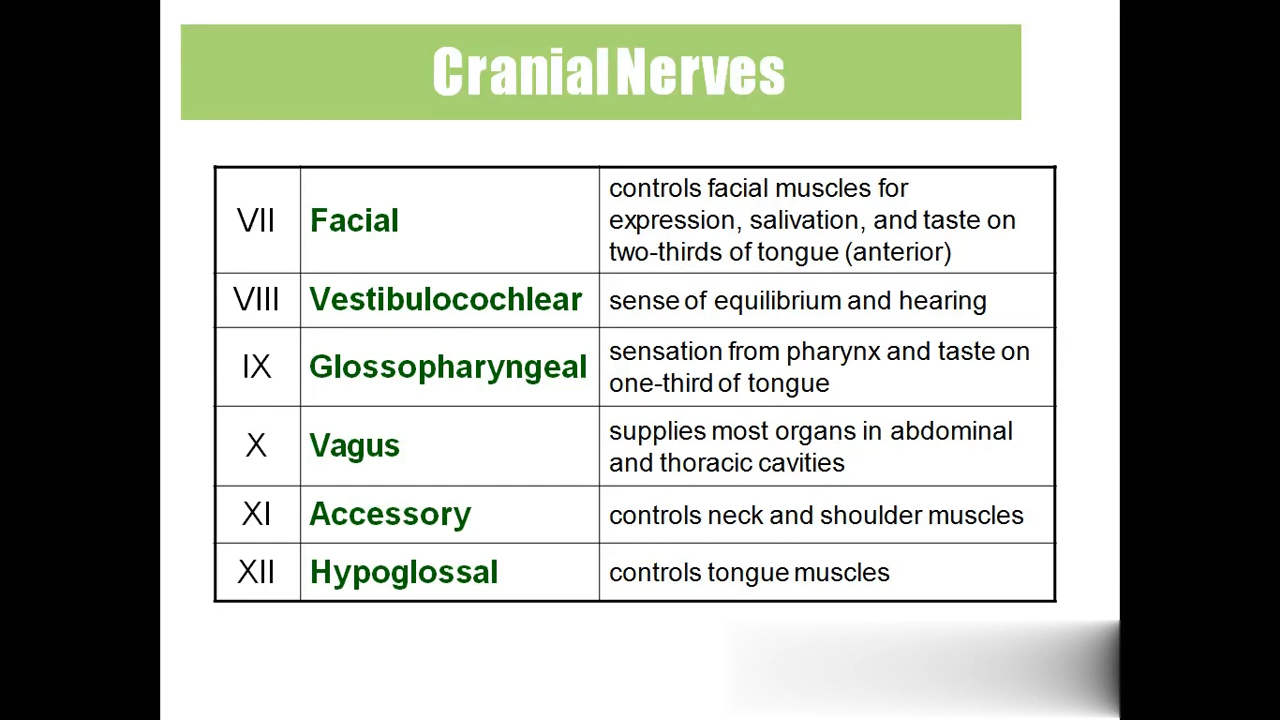 Cranial Nerves
VII
Facial
controls facial muscles for
expression, salivation, and taste on
two-thirds of tongue (anterior)
VIII
Vestibulocochlear
sense of equilibrium and hearing
IX
Glossopharyngeal
sensation from pharynx and taste on
one-third of tongue
X
Vagus
supplies most organs in abdominal
and thoracic cavities
XI
Accessory
controls neck and shoulder muscles
XII
Hypoglossal
controls tongue muscles